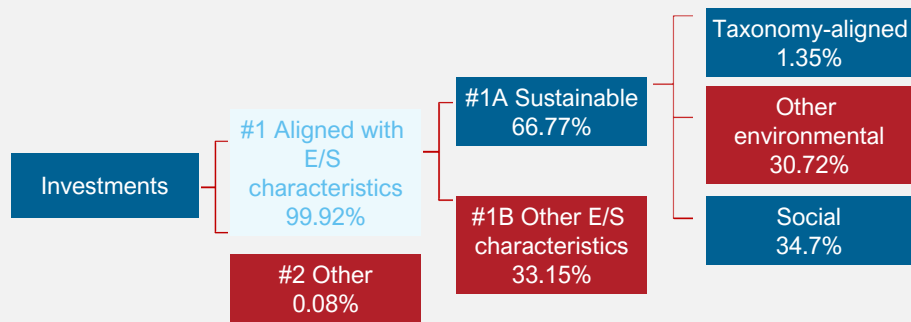 Investments
#1 Aligned with
E/S
characteristics
99.92%
#2 Other
0.08%
#1A Sustainable
66.77%
#1B Other E/S
characteristics
33.15%
Taxonomy-aligned
1.35%
Other
environmental
30.72%
Social
34.7%